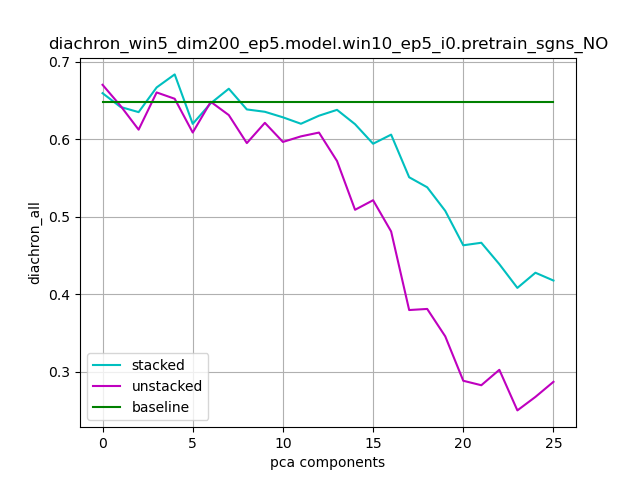 diachron_win5_dim200_ep5.model.win10_ep5_i0.pretrain_sgns_NO
0.7
0.6
0.5
0.4
0.3
diachron_all
stacked
unstacked
baseline
0 5 10 15 20 25
pca components